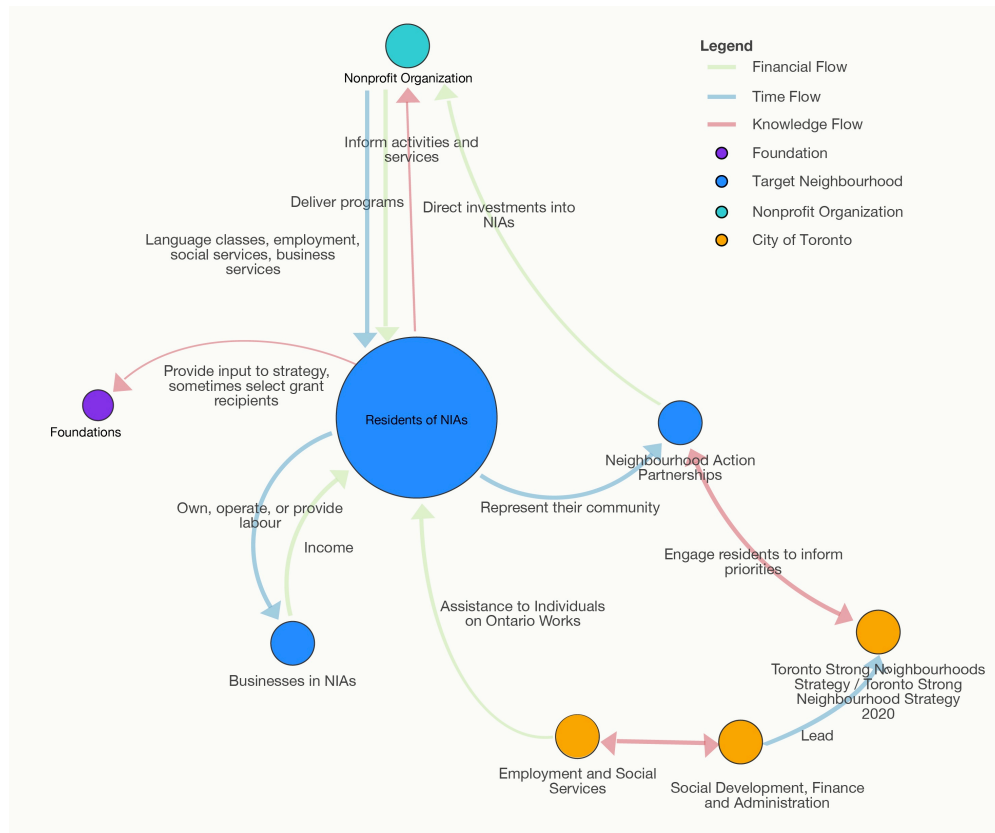 Nonprofit Organization
Legend
Financial Flow
Time Flow
Knowledge Flow
Foundation
Target Neighbourhood
Nonprofit Organization
City of Toronto
Inform activities and
services
Deliver programs
Direct investments into
NIAs
Language classes, employment,
social services, business
services
Provide input to strategy,
sometimes select grant
recipients
Foundations
Residents of NIAs
Neighbourhood Action
Partnerships
Represent their community
Own, operate, or provide
labour
Income
Engage residents to inform
priorities
Assistance to Individuals
on Ontario Works
Businesses in NIAs
Toronto Strong Neighbourhoods
Strategy / Toronto Strong
Neighbourhood Strategy
2020
Lead
Employment and Social
Services
Social Development, Finance
and Administration